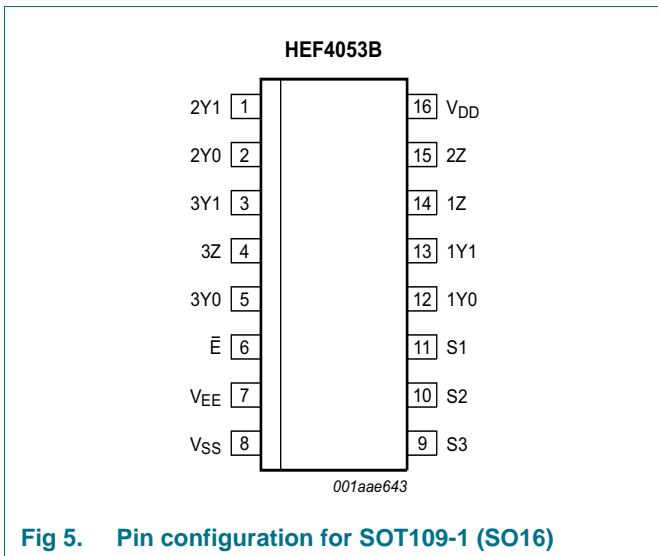 HEF4053B
2Y1 1 16 VDD
2Y0 2 15 2Z
3Y1 3 14 1Z
3Z 4 13 1Y1
3Y0 5 12 1Y0
E̅ 6 11 S1
VEE 7 10 S2
VSS 8 9 S3
001aae643
Fig 5. Pin configuration for SOT109-1 (SO16)